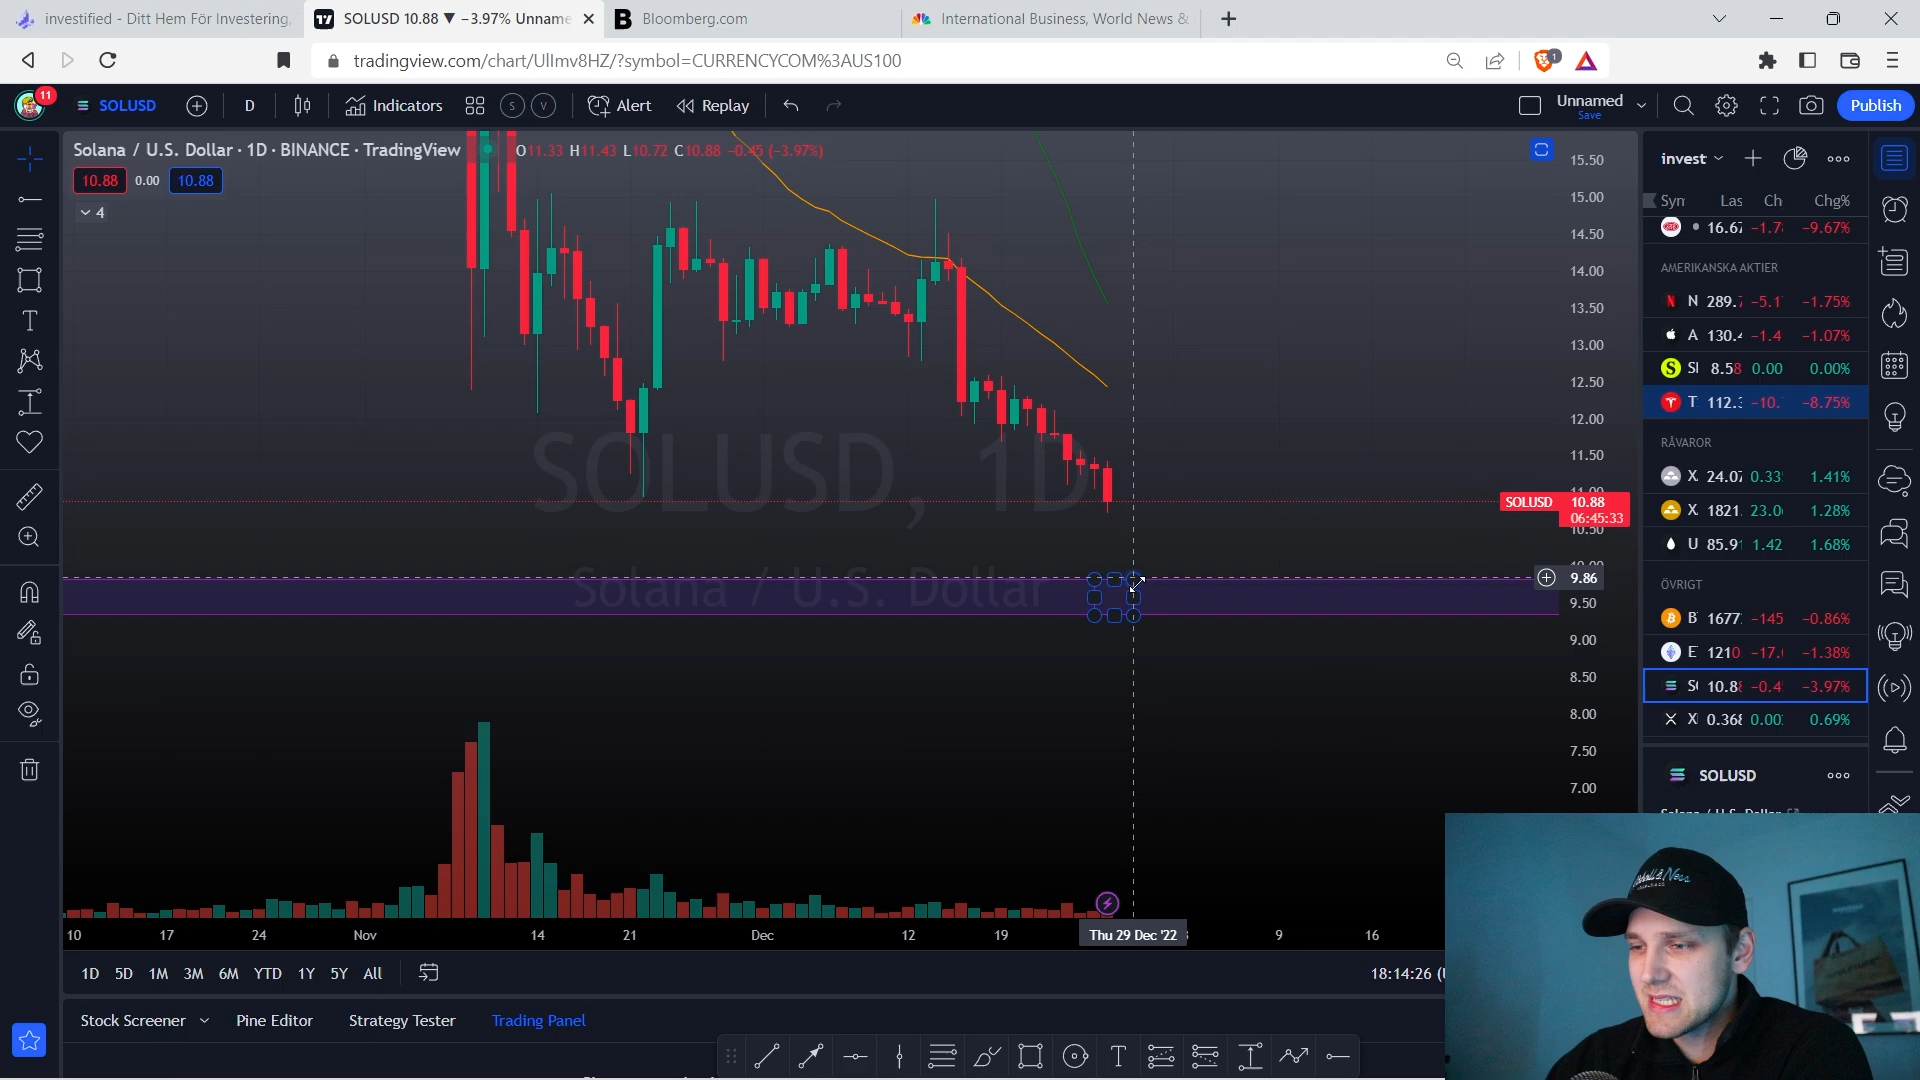 investified - Ditt Hem För Investering,
SOLUSD 10.88 ▼ −3.97% Unname
Bloomberg.com
International Business, World News &
tradingview.com/chart/UIImv8HZ/?symbol=CURRENCYCOM%3AUS100
1
11
SOLUSD
D
Indicators
S
V
Alert
Replay
Unnamed
Save
Publish
Solana / U.S. Dollar · 1D · BINANCE · TradingView
O11.33 H11.43 L10.72 C10.88 −0.45 (−3.97%)
10.88
0.00
10.88
4
SOLUSD, 1D
Solana / U.S. Dollar
15.50
15.00
14.50
14.00
13.50
13.00
12.50
12.00
11.50
SOLUSD 10.88
06:45:33
10.50
9.86
9.50
9.00
8.50
8.00
7.50
7.00
10
17
24
Nov
14
21
Dec
12
19
Thu 29 Dec '22
9
16
1D
5D
1M
3M
6M
YTD
1Y
5Y
All
18:14:26 (U
Stock Screener
Pine Editor
Strategy Tester
Trading Panel
invest
Syn Las Ch Chg%
16.67 −1.7 −9.67%
AMERIKANSKA AKTIER
N 289. −5.1 −1.75%
A 130.4 −1.4 −1.07%
8.58 0.00 0.00%
T 112. −10. −8.75%
RÅVAROR
X 24.07 0.33 1.41%
X 1821. 23.0 1.28%
U 85.9 1.42 1.68%
ÖVRIGT
B 1677 −145 −0.86%
E 1210 −17. −1.38%
S 10.8 −0.4 −3.97%
X 0.368 0.00 0.69%
SOLUSD